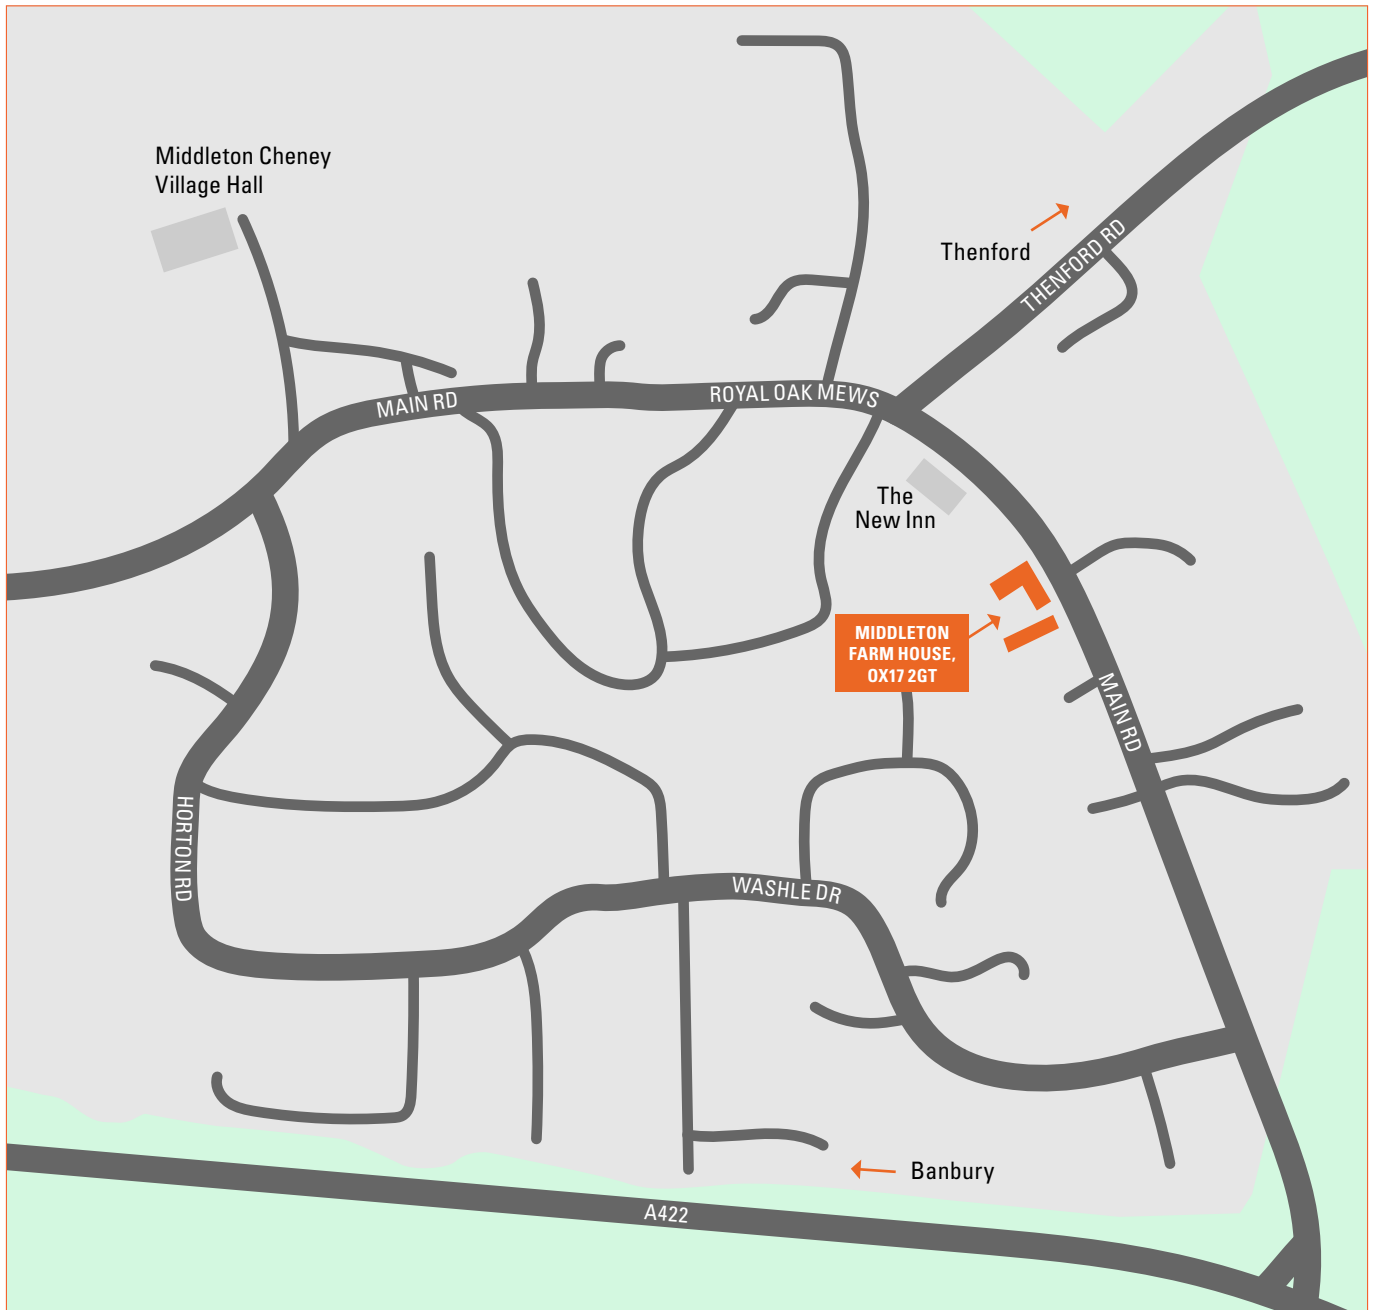 Middleton Cheney
Village Hall
Thenford
THENFORD RD
MAIN RD
ROYAL OAK MEWS
The
New Inn
MIDDLETON
FARM HOUSE,
OX17 2GT
MAIN RD
HORTON RD
WASHLE DR
Banbury
A422